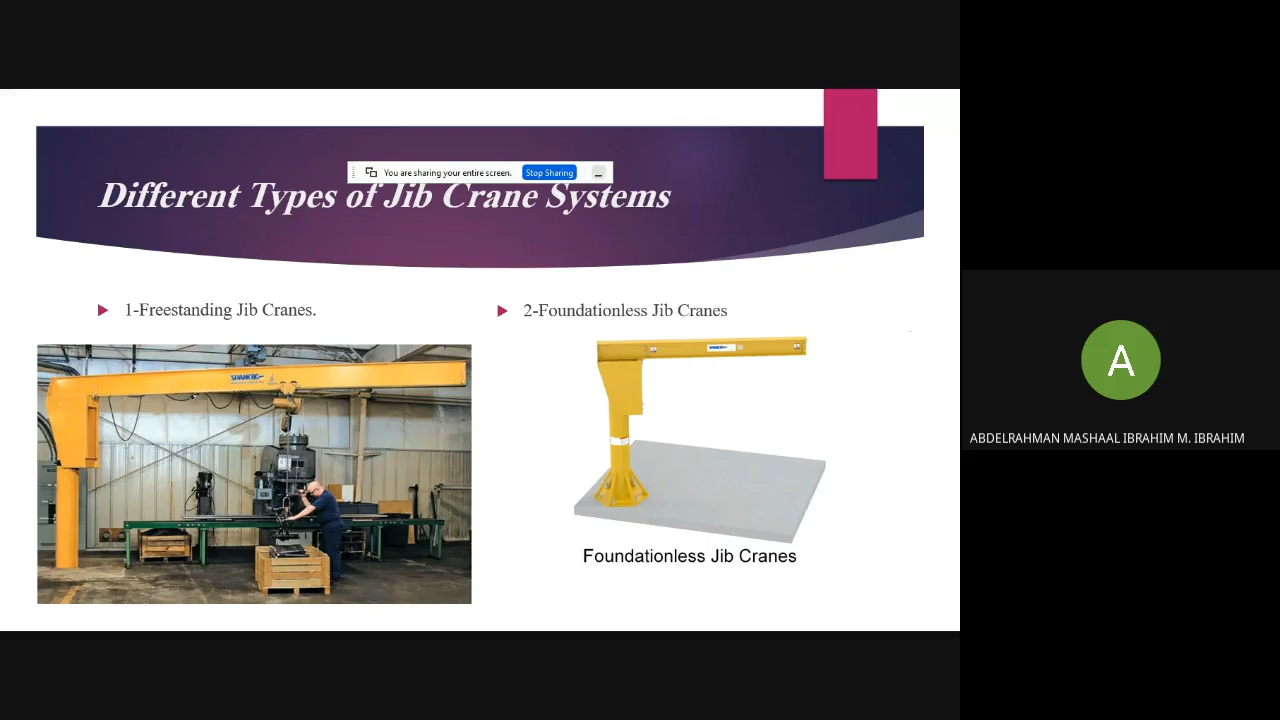 You are sharing your entire screen. Stop Sharing
Different Types of Jib Crane Systems
1-Freestanding Jib Cranes.
2-Foundationless Jib Cranes
SPANCO
Foundationless Jib Cranes
A
ABDELRAHMAN MASHAAL IBRAHIM M. IBRAHIM